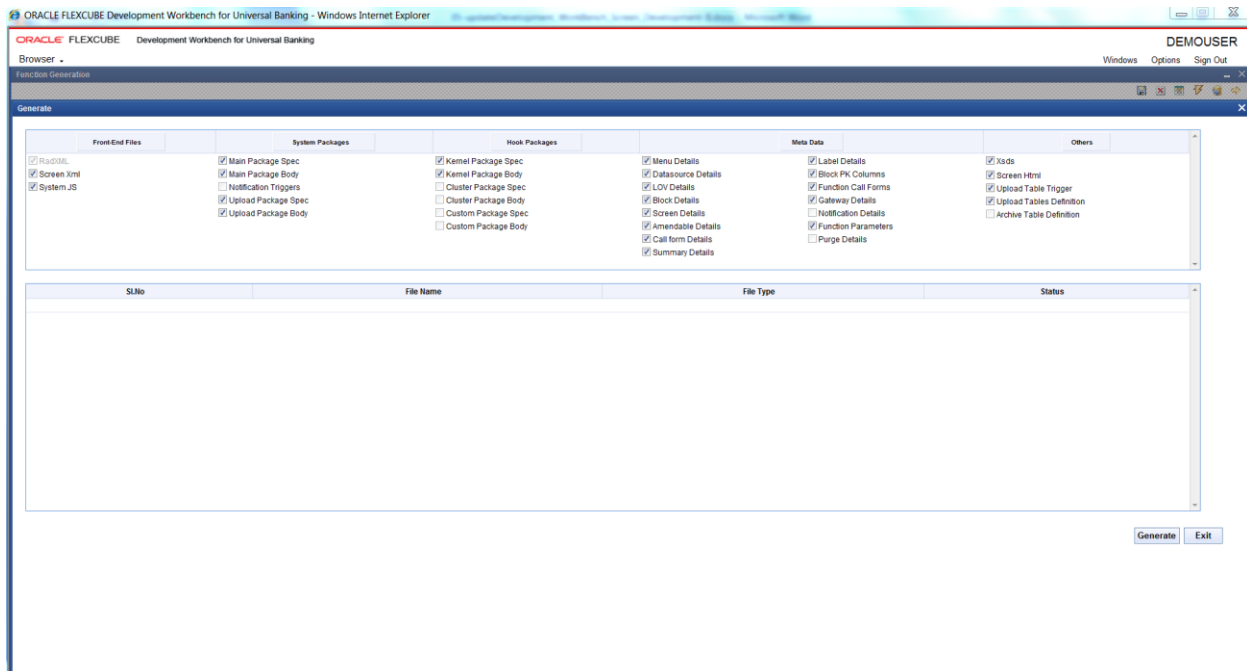 ORACLE FLEXCUBE Development Workbench for Universal Banking - Windows Internet Explorer
ORACLE FLEXCUBE Development Workbench for Universal Banking DEMOUSER
Browser Windows Options Sign Out
Function Generation
Generate
Front-End Files System Packages Hook Packages Meta Data Others
RadXML Main Package Spec Kernel Package Spec Menu Details Label Details Xsds
Screen Xml Main Package Body Kernel Package Body Datasource Details Block PK Columns Screen Html
System JS Notification Triggers Cluster Package Spec LOV Details Function Call Forms Upload Table Trigger
Upload Package Spec Cluster Package Body Block Details Gateway Details Upload Tables Definition
Upload Package Body Custom Package Spec Screen Details Notification Details Archive Table Definition
Custom Package Body Amendable Details Function Parameters
Call form Details Purge Details
Summary Details
Sl.No File Name File Type Status
Generate Exit